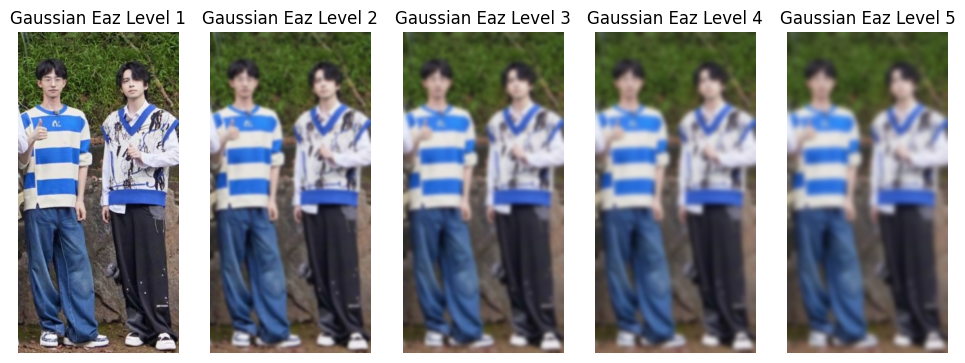 Gaussian Eaz Level 1
Gaussian Eaz Level 2
Gaussian Eaz Level 3
Gaussian Eaz Level 4
Gaussian Eaz Level 5